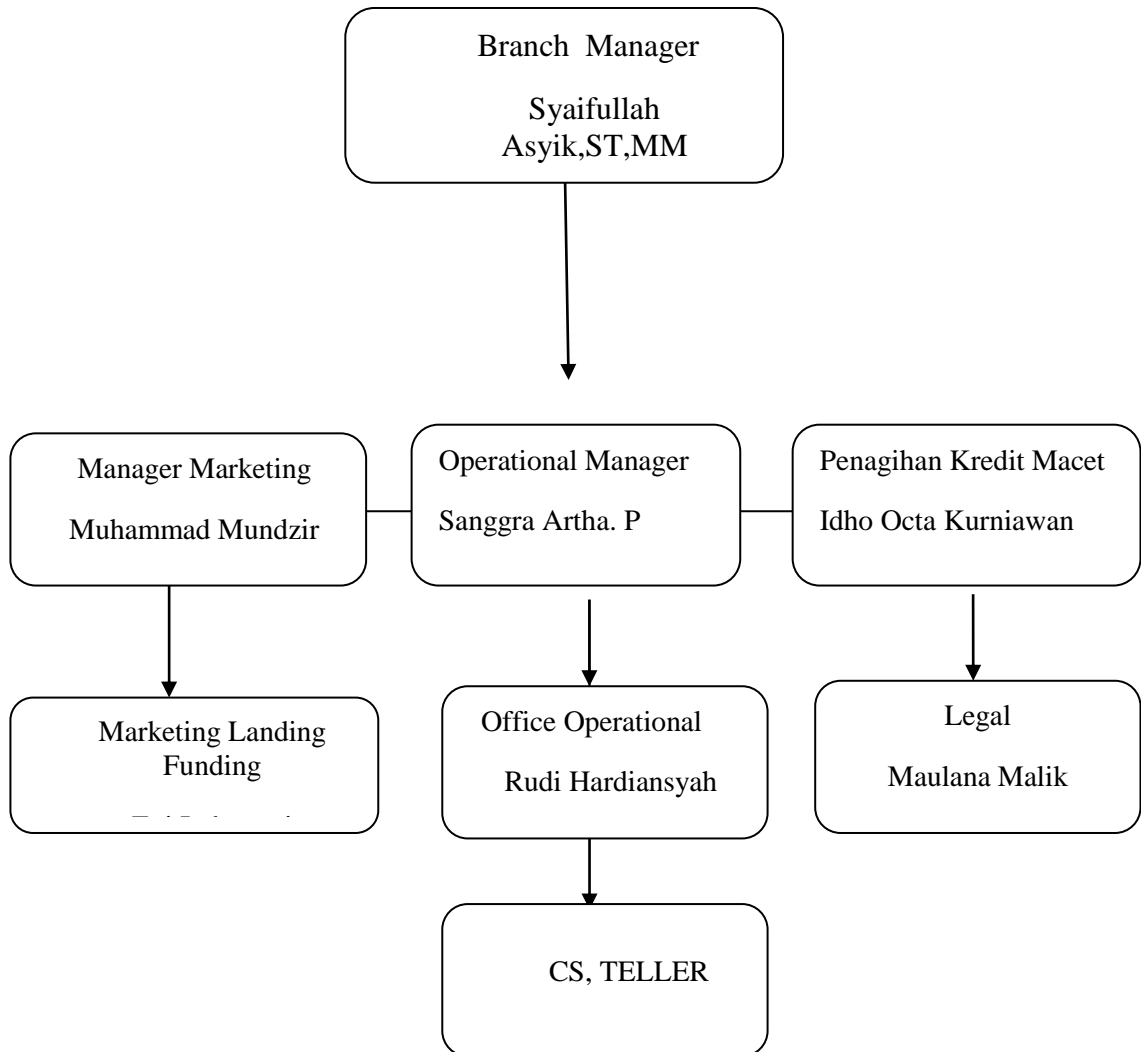 Branch Manager
Syaifullah
Asyik,ST,MM
Manager Marketing
Muhammad Mundzir
Operational Manager
Sanggra Artha. P
Penagihan Kredit Macet
Idho Octa Kurniawan
Marketing Landing
Funding
Office Operational
Rudi Hardiansyah
Legal
Maulana Malik
CS, TELLER